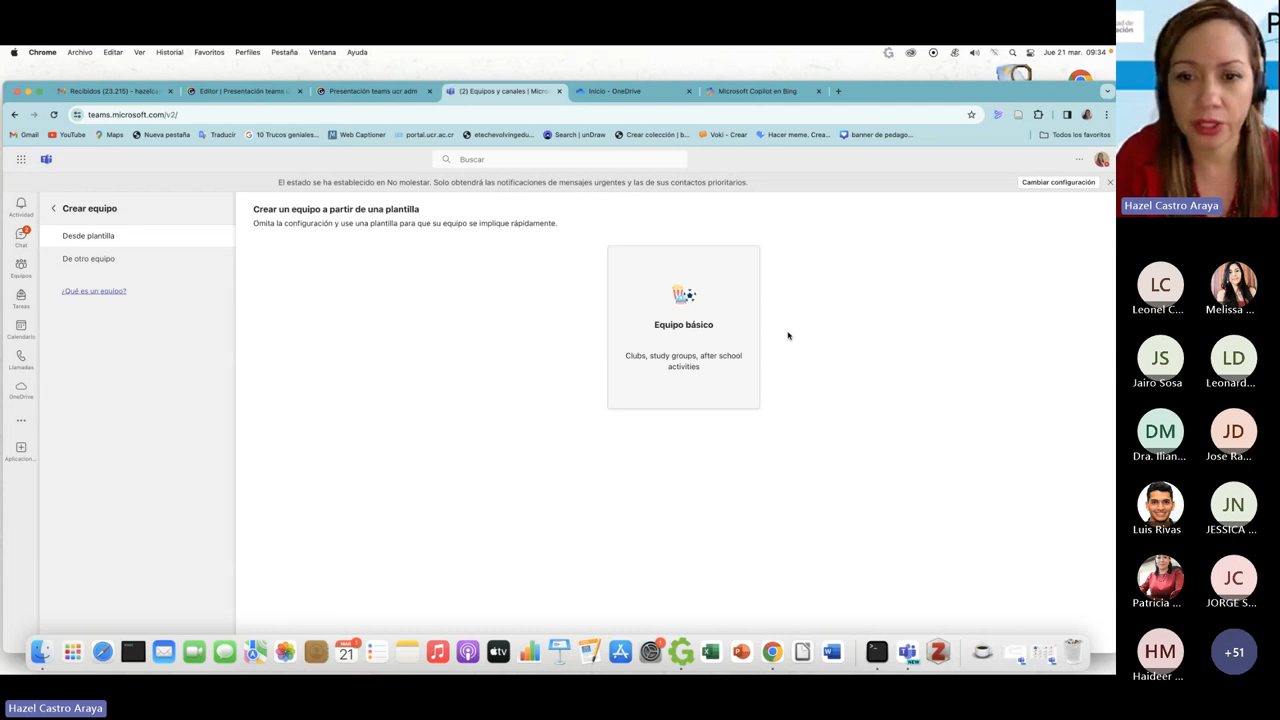 Chrome Archivo Editar Ver Historial Favoritos Perfiles Pestaña Ventana Ayuda
Jue 21 mar. 09:34
Recibidos (23.215) - hazelca
Editor | Presentación teams u
Presentación teams ucr adm
(2) Equipos y canales | Micros
Inicio - OneDrive
Microsoft Copilot en Bing
teams.microsoft.com/v2/
Gmail
YouTube
Maps
Nueva pestaña
Traducir
10 Trucos geniales...
Web Captioner
portal.ucr.ac.cr
etechevolvingedu...
Search | unDraw
Crear colección | b...
Voki - Crear
Hacer meme. Crea...
banner de pedago...
Todos los favoritos
Buscar
El estado se ha establecido en No molestar. Solo obtendrá las notificaciones de mensajes urgentes y las de sus contactos prioritarios.
Cambiar configuración
Actividad
Chat
Equipos
Tareas
Calendario
Llamadas
OneDrive
Aplicacion...
Crear equipo
Desde plantilla
De otro equipo
¿Qué es un equipo?
Crear un equipo a partir de una plantilla
Omita la configuración y use una plantilla para que su equipo se implique rápidamente.
Equipo básico
Clubs, study groups, after school
activities
MAR
21
tv
NEW
Hazel Castro Araya
LC
Leonel C...
Melissa ...
JS
Jairo Sosa
LD
Leonard...
DM
Dra. Ilian...
JD
Jose Ra...
Luis Rivas
JN
JESSICA ...
Patricia ...
JC
JORGE S...
HM
Haideer ...
+51
Hazel Castro Araya